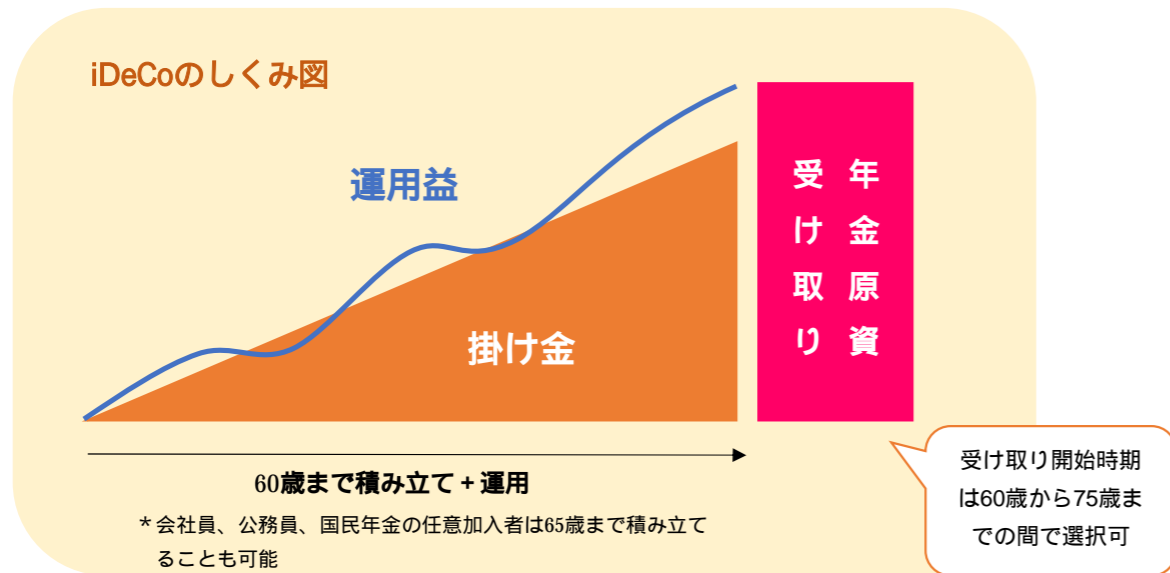 iDeCoのしくみ図
運用益
掛け金
年金原資
受け取り
60歳まで積み立て+運用
*会社員、公務員、国民年金の任意加入者は65歳まで積み立て
ることも可能
受け取り開始時期
は60歳から75歳ま
での間で選択可